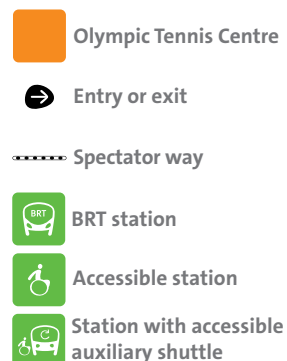 Olympic Tennis Centre
Entry or exit
Spectator way
BRT
BRT station
Accessible station
Station with accessible
auxiliary shuttle